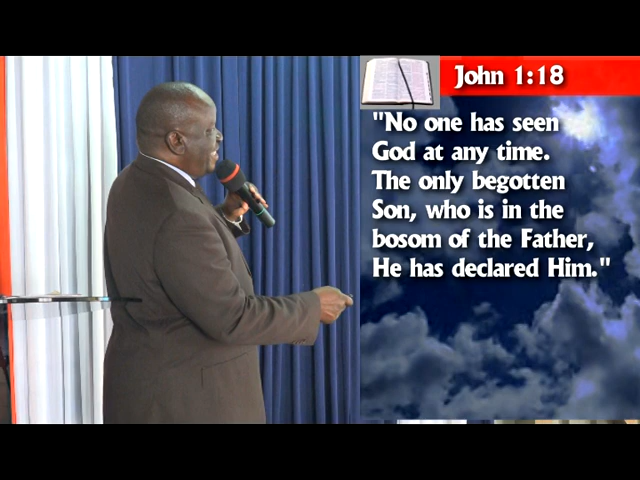 John 1:18
"No one has seen
God at any time.
The only begotten
Son, who is in the
bosom of the Father,
He has declared Him."